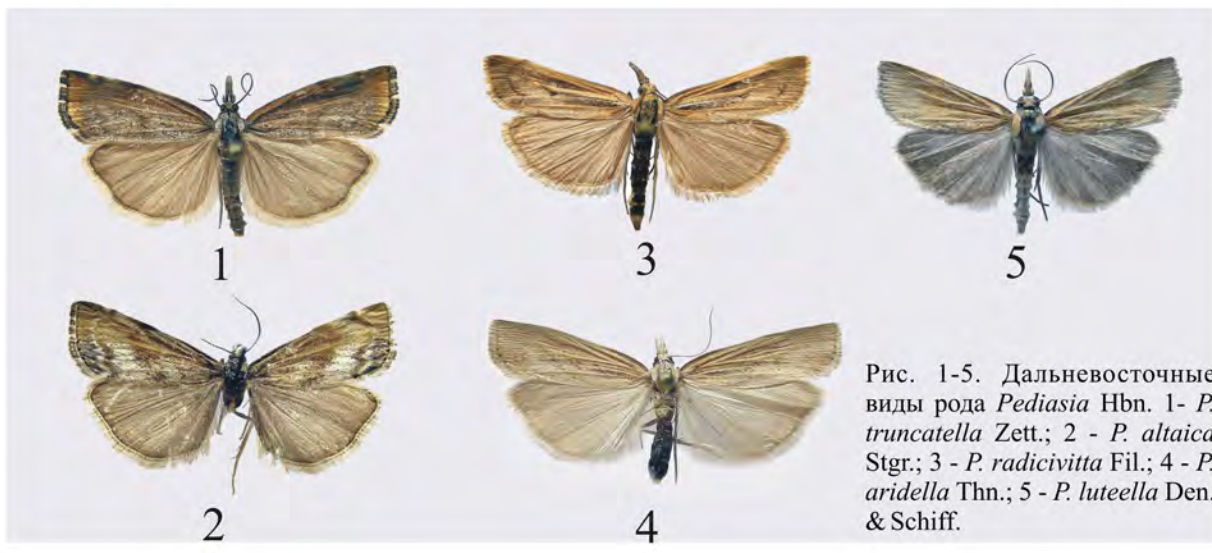 1
3
5
2
4
Рис. 1-5. Дальневосточные
виды рода Pediasia Hbn. 1- P.
truncatella Zett.; 2 - P. altaica
Stgr.; 3 - P. radicivitta Fil.; 4 - P.
aridella Thn.; 5 - P. luteella Den.
& Schiff.